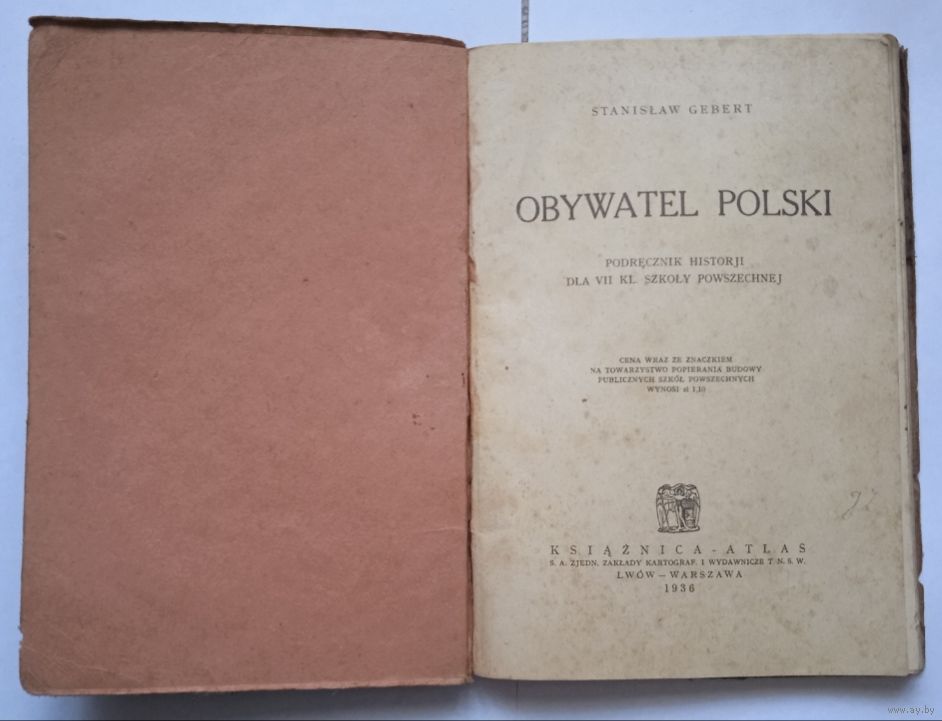 STANISŁAW GEBERT
OBYWATEL POLSKI
PODRĘCZNIK HISTORJI
DLA VII KL. SZKOŁY POWSZECHNEJ
CENA WRAZ ZE ZNACZKIEM
NA TOWARZYSTWO POPIERANIA BUDOWY
PUBLICZNYCH SZKÓŁ POWSZECHNYCH
WYNOSI zł 1.10
KSIĄŻNICA-ATLAS
S. A. ZJEDN. ZAKŁADY KARTOGRAF. I WYDAWNICZE T. N. S. W.
LWÓW — WARSZAWA
1936
www.ay.by